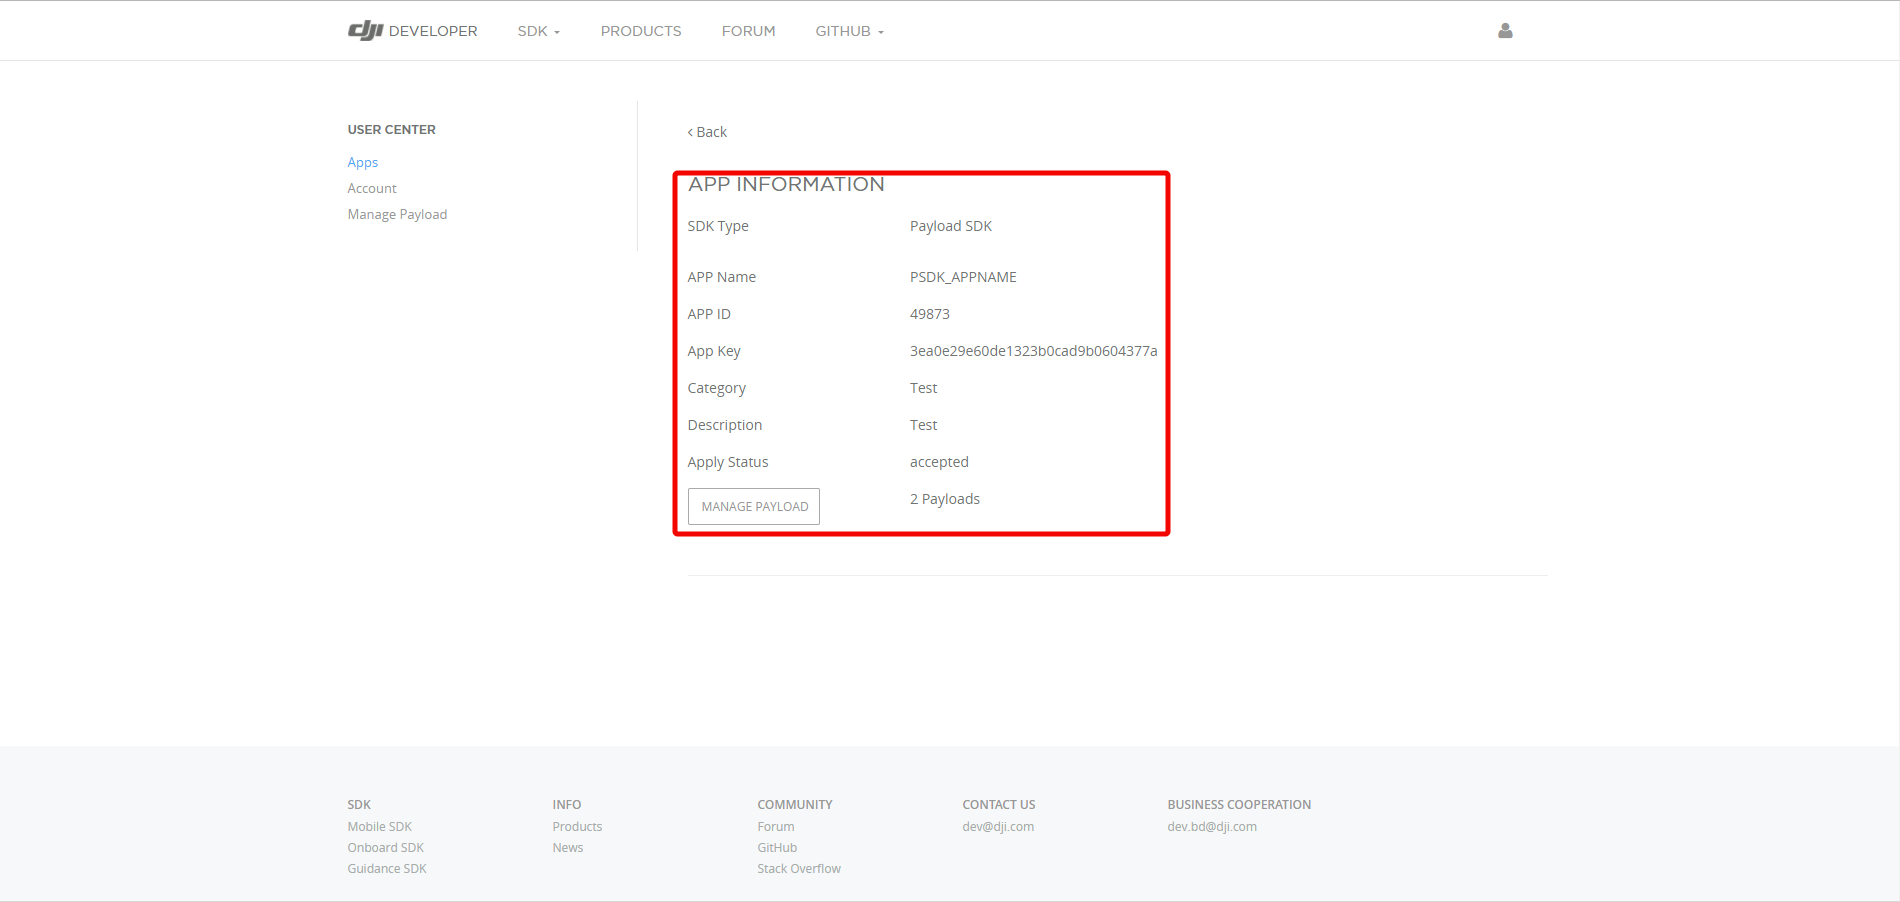 dji DEVELOPER SDK PRODUCTS FORUM GITHUB
USER CENTER
Apps
Account
Manage Payload
‹ Back
APP INFORMATION
SDK Type Payload SDK
APP Name PSDK_APPNAME
APP ID 49873
App Key 3ea0e29e60de1323b0cad9b0604377a
Category Test
Description Test
Apply Status accepted
MANAGE PAYLOAD 2 Payloads
SDK
Mobile SDK
Onboard SDK
Guidance SDK
INFO
Products
News
COMMUNITY
Forum
GitHub
Stack Overflow
CONTACT US
dev@dji.com
BUSINESS COOPERATION
dev.bd@dji.com